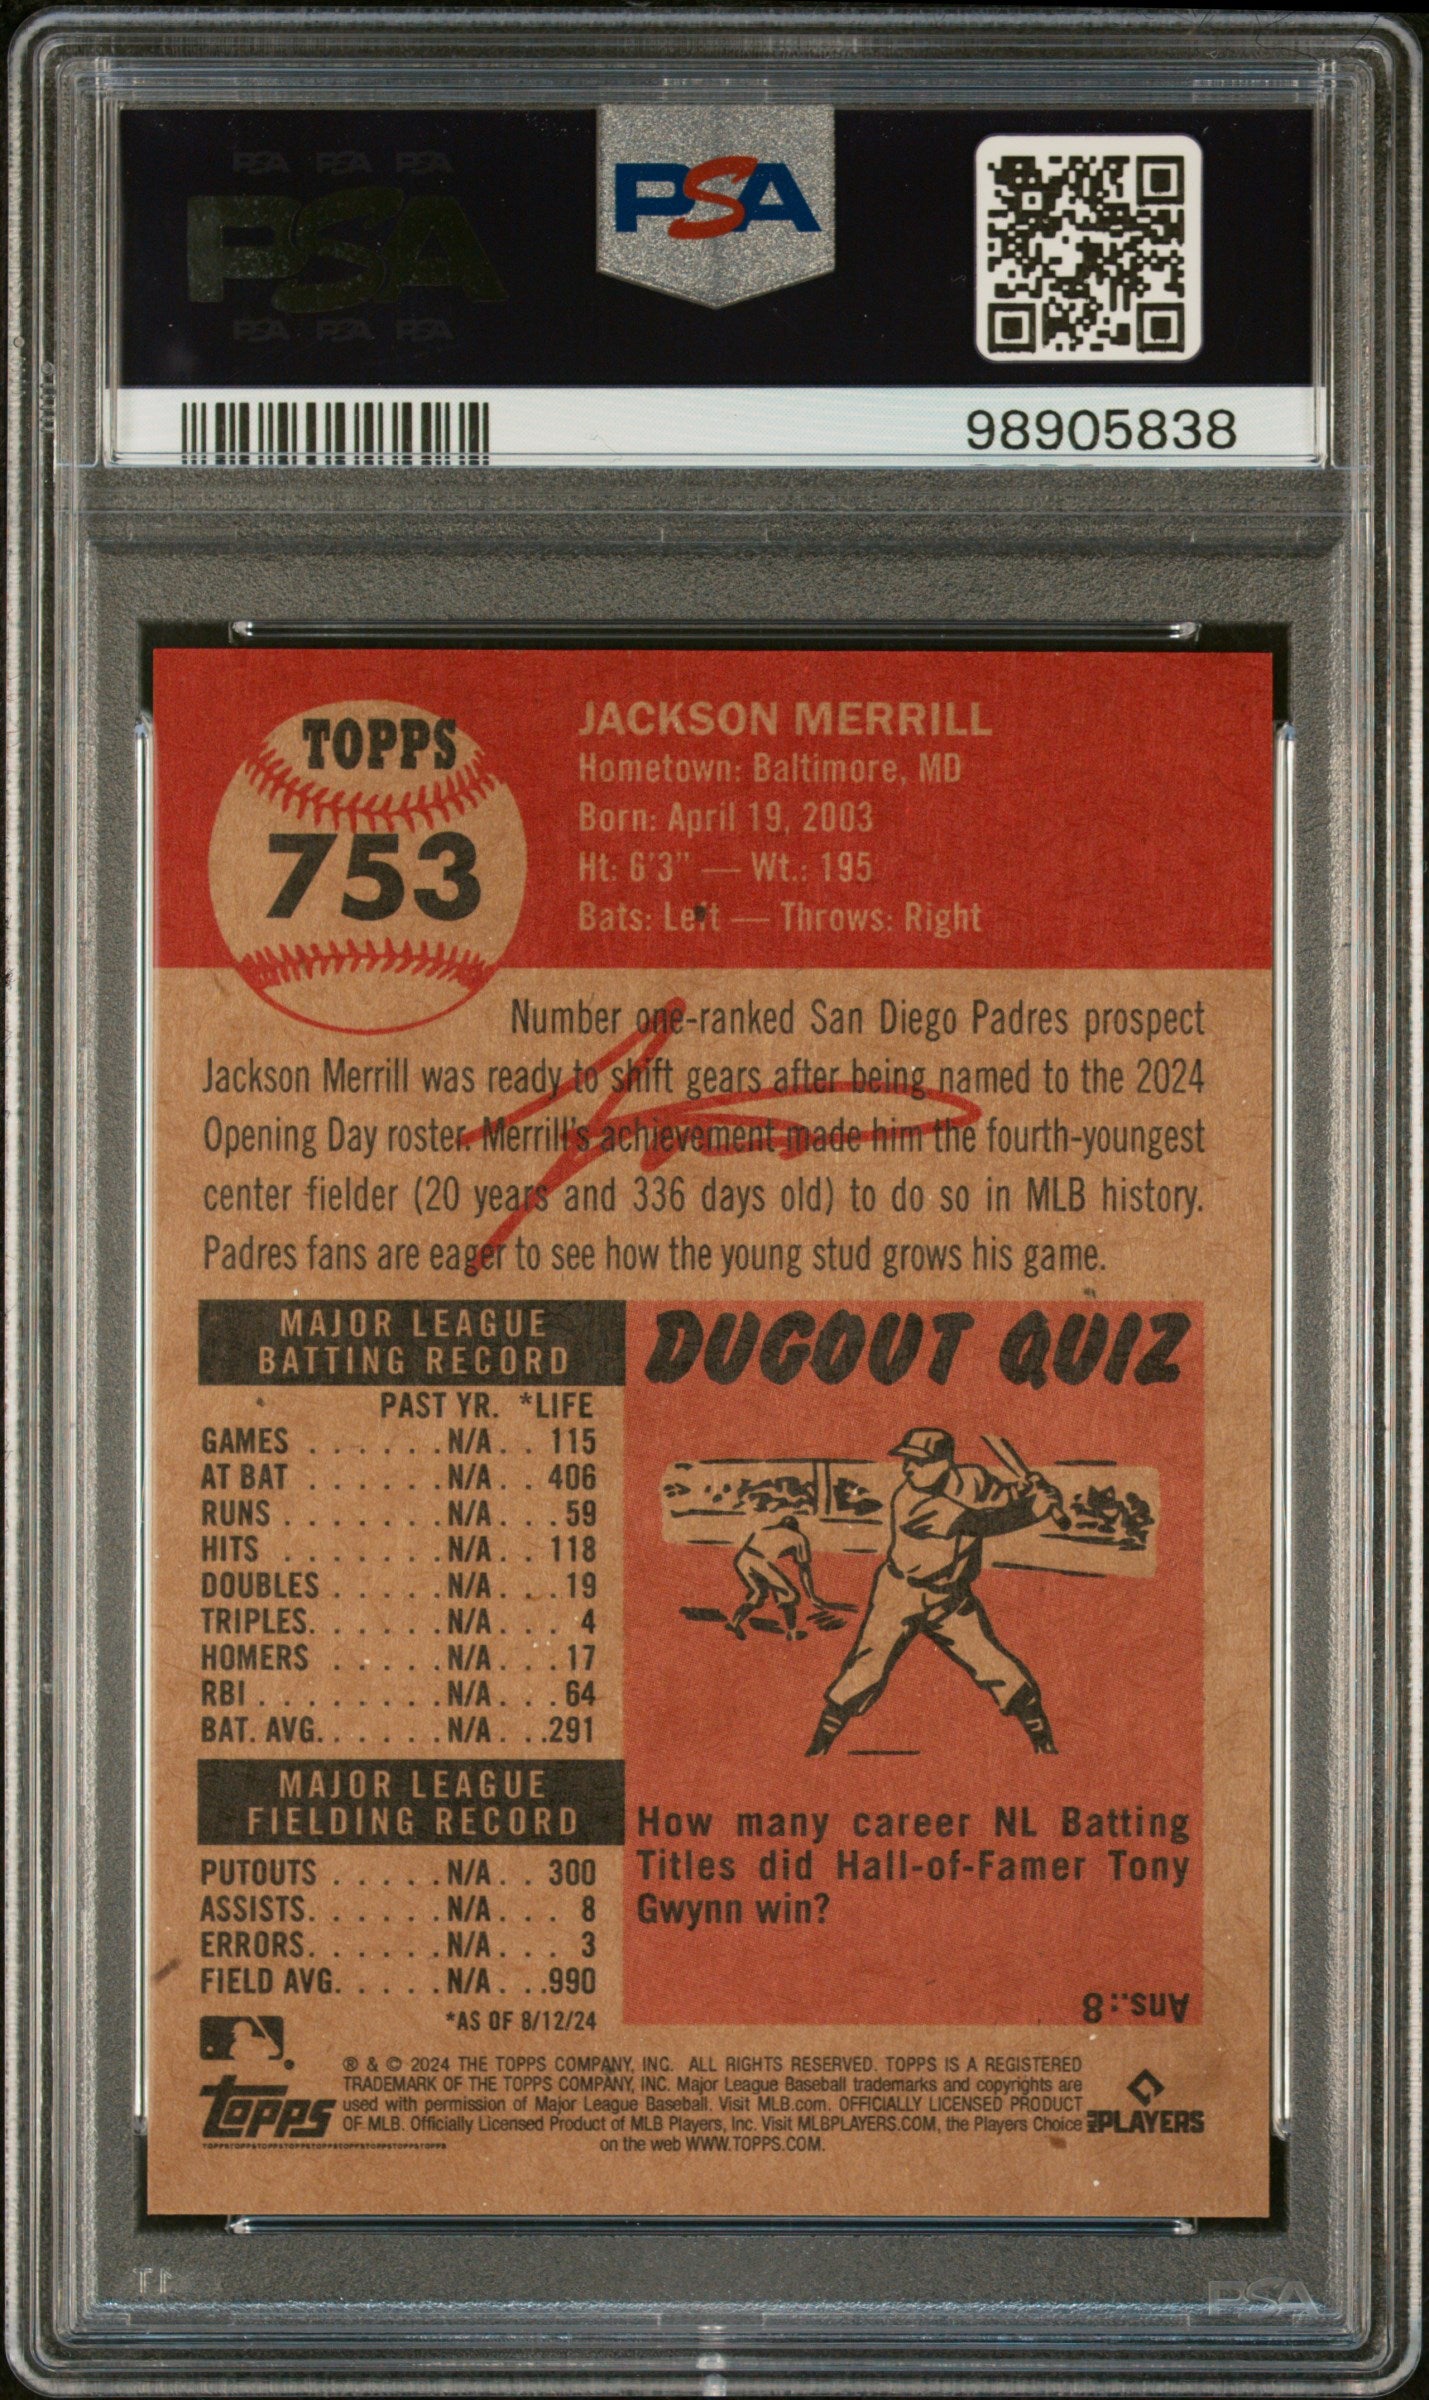 PSA PSA PSA
PSA
PSA PSA PSA
PSA
98905838
TOPPS
753
JACKSON MERRILL
Hometown: Baltimore, MD
Born: April 19, 2003
Ht: 6'3" — Wt.: 195
Bats: Left — Throws: Right
Number one-ranked San Diego Padres prospect
Jackson Merrill was ready to shift gears after being named to the 2024
Opening Day roster. Merrill's achievement made him the fourth-youngest
center fielder (20 years and 336 days old) to do so in MLB history.
Padres fans are eager to see how the young stud grows his game.
MAJOR LEAGUE
BATTING RECORD
PAST YR. *LIFE
GAMES . . . . . . N/A . . 115
AT BAT . . . . . . N/A . . 406
RUNS . . . . . . . N/A . . . 59
HITS . . . . . . . N/A . . 118
DOUBLES . . . . . N/A . . . 19
TRIPLES. . . . . . N/A . . . 4
HOMERS . . . . . N/A . . . 17
RBI . . . . . . . . N/A . . . 64
BAT. AVG. . . . . . N/A . . .291
MAJOR LEAGUE
FIELDING RECORD
PUTOUTS . . . . . N/A . . 300
ASSISTS. . . . . . N/A . . . 8
ERRORS. . . . . . N/A . . . 3
FIELD AVG. . . . . N/A . . .990
*AS OF 8/12/24
DUGOUT QUIZ
How many career NL Batting
Titles did Hall-of-Famer Tony
Gwynn win?
Ans.: 8
® & © 2024 THE TOPPS COMPANY, INC. ALL RIGHTS RESERVED. TOPPS IS A REGISTERED
TRADEMARK OF THE TOPPS COMPANY, INC. Major League Baseball trademarks and copyrights are
used with permission of Major League Baseball. Visit MLB.com. OFFICIALLY LICENSED PRODUCT
OF MLB. Officially Licensed Product of MLB Players, Inc. Visit MLBPLAYERS.COM, the Players Choice
on the web WWW.TOPPS.COM.
topps
TOPPSTOPPSTOPPSTOPPSTOPPSTOPPSTOPPSTOPPS
MLBPLAYERS
PSA